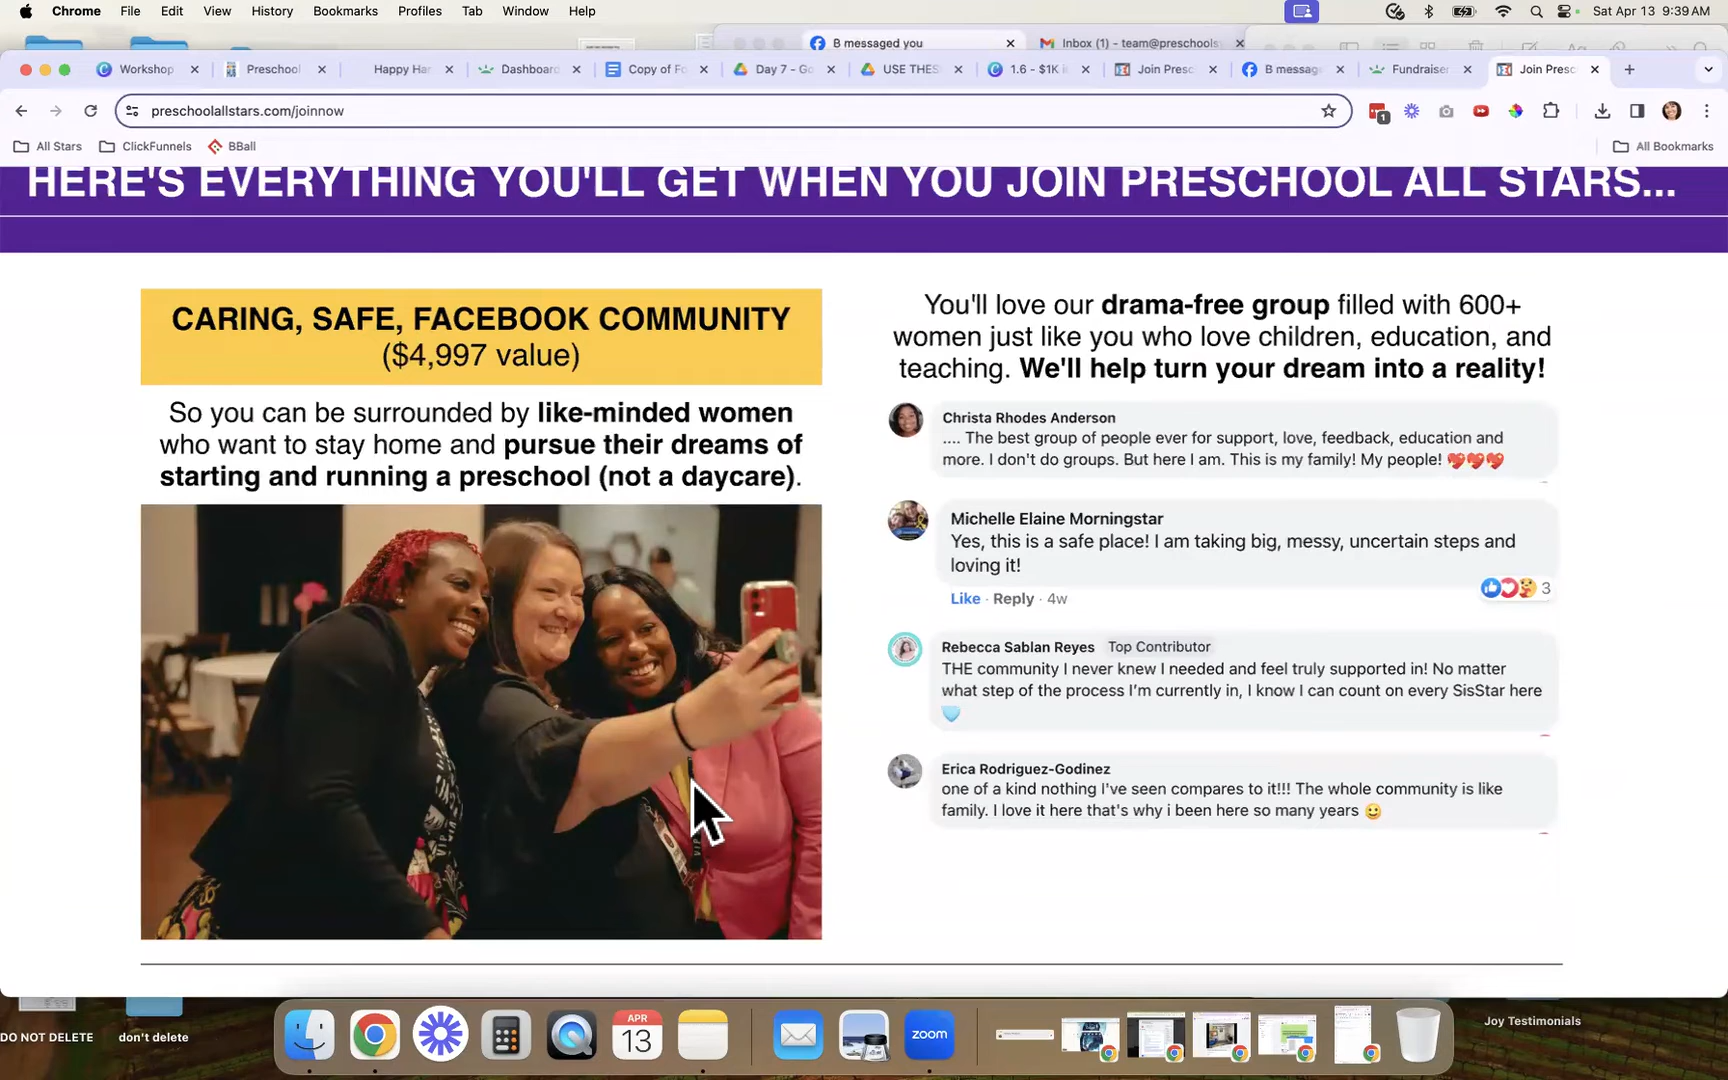 Chrome File Edit View History Bookmarks Profiles Tab Window Help Sat Apr 13 9:39 AM
B messaged you Inbox (1) - team@preschools
Workshop Preschool Happy Har Dashboard Copy of Fo Day 7 - Go USE THES 1.6 - $1K i Join Presc B messag Fundraiser Join Presc
preschoolallstars.com/joinnow
1
All Stars ClickFunnels BBall All Bookmarks
HERE'S EVERYTHING YOU'LL GET WHEN YOU JOIN PRESCHOOL ALL STARS...
CARING, SAFE, FACEBOOK COMMUNITY
($4,997 value)
So you can be surrounded by like-minded women
who want to stay home and pursue their dreams of
starting and running a preschool (not a daycare).
You'll love our drama-free group filled with 600+
women just like you who love children, education, and
teaching. We'll help turn your dream into a reality!
Christa Rhodes Anderson
.... The best group of people ever for support, love, feedback, education and
more. I don't do groups. But here I am. This is my family! My people! 💖💖💖
Michelle Elaine Morningstar
Yes, this is a safe place! I am taking big, messy, uncertain steps and
loving it!
Like · Reply · 4w 3
Rebecca Sablan Reyes Top Contributor
THE community I never knew I needed and feel truly supported in! No matter
what step of the process I'm currently in, I know I can count on every SisStar here
🩵
Erica Rodriguez-Godinez
one of a kind nothing I've seen compares to it!!! The whole community is like
family. I love it here that's why i been here so many years 😀
VIP
DO NOT DELETE don't delete
APR
13
zoom
Joy Testimonials